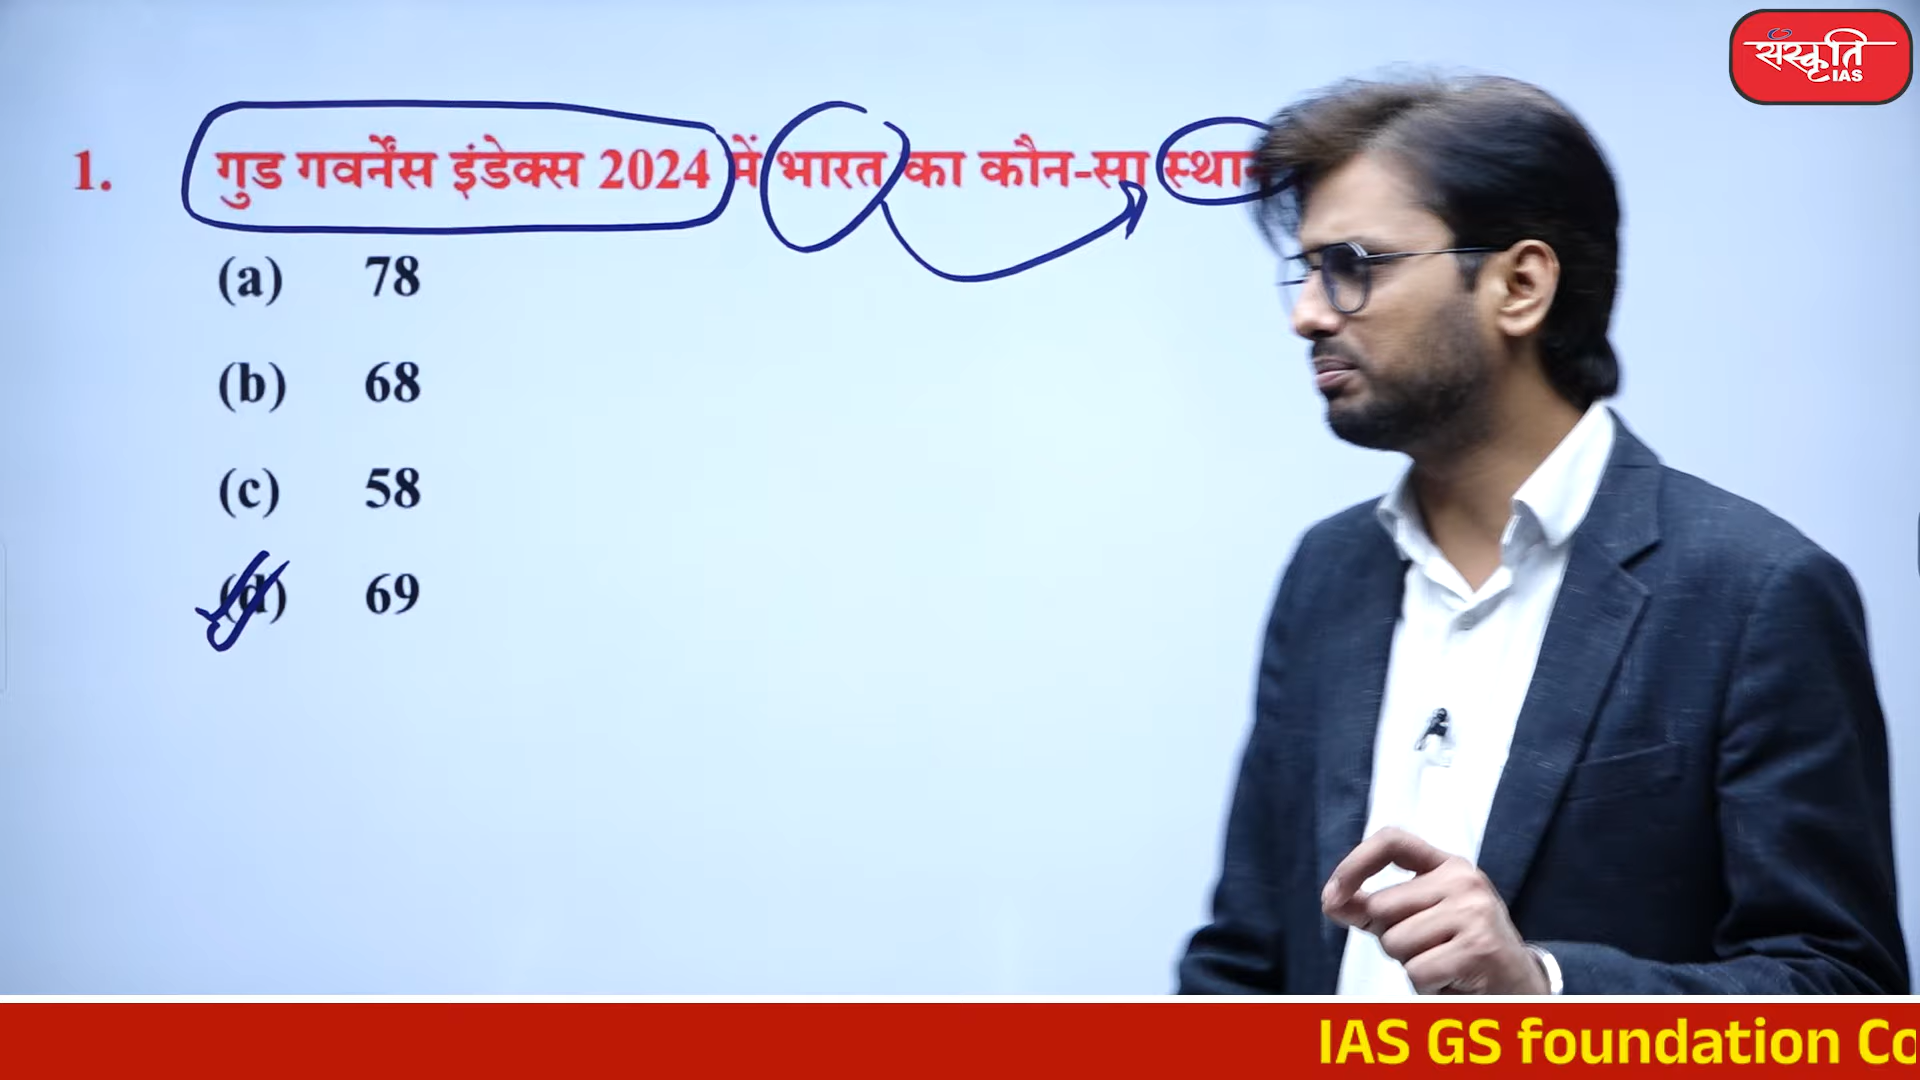 संस्कृति
IAS
1. गुड गवर्नेंस इंडेक्स 2024 में भारत का कौन-सा स्थान
(a) 78
(b) 68
(c) 58
(d) 69
IAS GS foundation Co